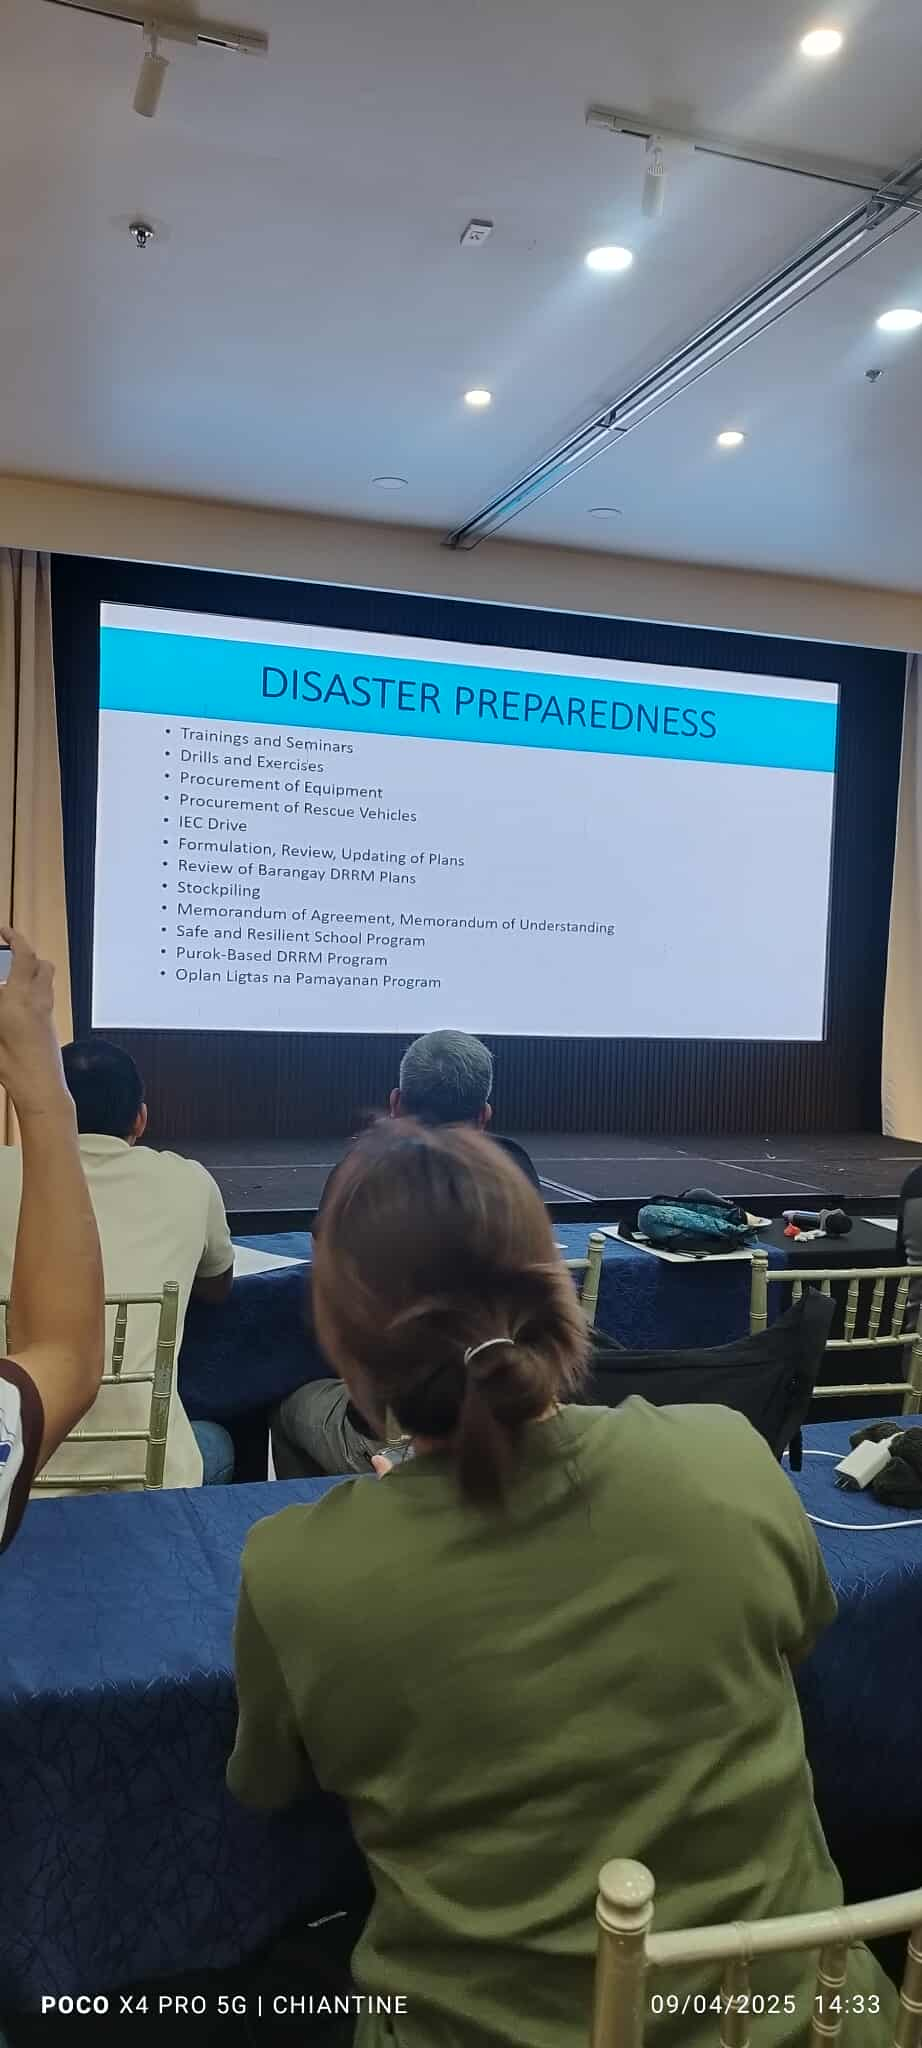 DISASTER PREPAREDNESS
• Trainings and Seminars
• Drills and Exercises
• Procurement of Equipment
• Procurement of Rescue Vehicles
• IEC Drive
• Formulation, Review, Updating of Plans
• Review of Barangay DRRM Plans
• Stockpiling
• Memorandum of Agreement, Memorandum of Understanding
• Safe and Resilient School Program
• Purok-Based DRRM Program
• Oplan Ligtas na Pamayanan Program
POCO X4 PRO 5G | CHIANTINE
09/04/2025 14:33